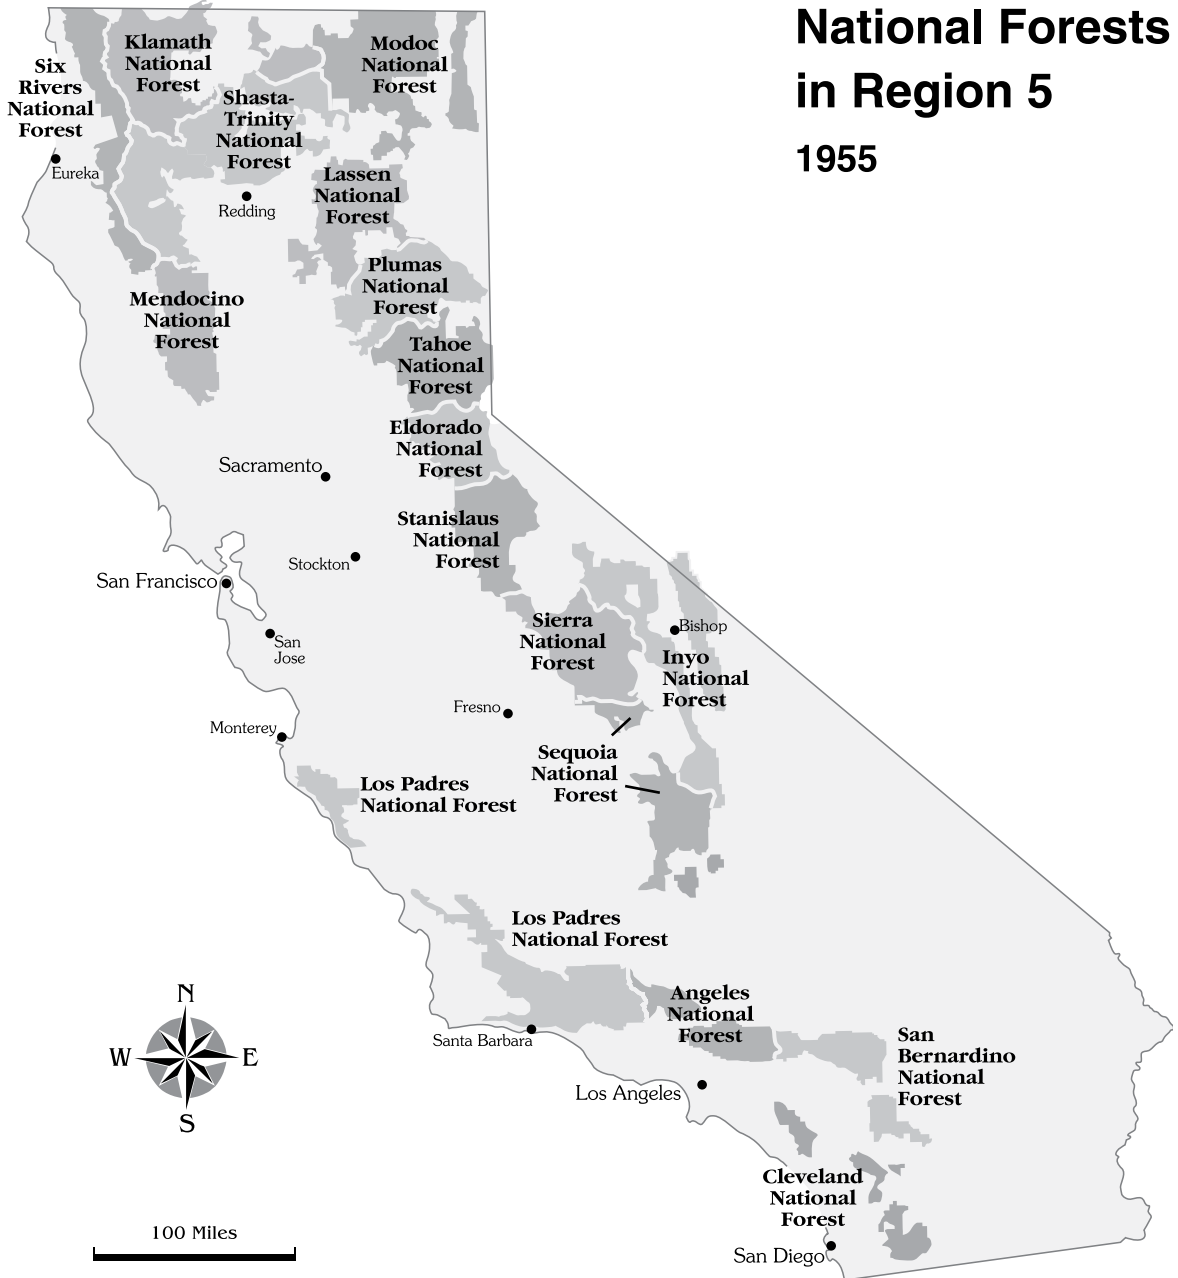 National Forests
in Region 5
1955
Klamath
National
Forest
Modoc
National
Forest
Six
Rivers
National
Forest
Shasta-
Trinity
National
Forest
Eureka
Lassen
National
Forest
Redding
Plumas
National
Forest
Mendocino
National
Forest
Tahoe
National
Forest
Eldorado
National
Forest
Sacramento
Stanislaus
National
Forest
Stockton
San Francisco
San
Jose
Sierra
National
Forest
Bishop
Inyo
National
Forest
Fresno
Monterey
Sequoia
National
Forest
Los Padres
National Forest
Los Padres
National Forest
Angeles
National
Forest
Santa Barbara
San
Bernardino
National
Forest
Los Angeles
Cleveland
National
Forest
San Diego
N
W
E
S
100 Miles